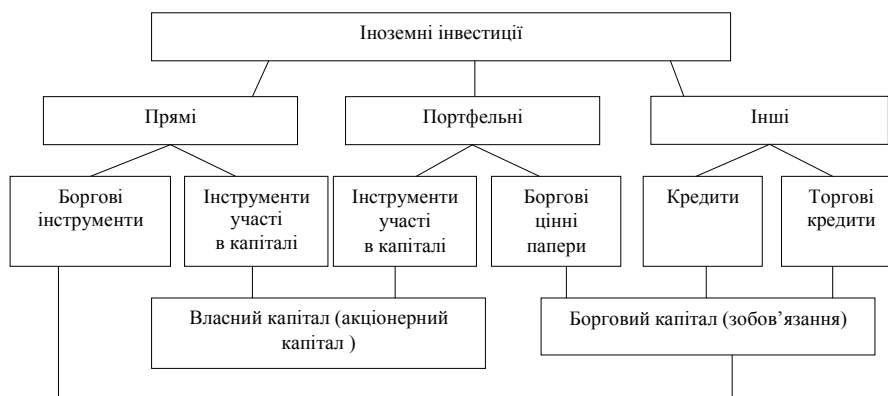 Іноземні інвестиції
Прямі
Портфельні
Інші
Боргові
інструменти
Інструменти
участі
в капіталі
Інструменти
участі
в капіталі
Боргові
цінні
папери
Кредити
Торгові
кредити
Власний капітал (акціонерний
капітал )
Борговий капітал (зобов’язання)